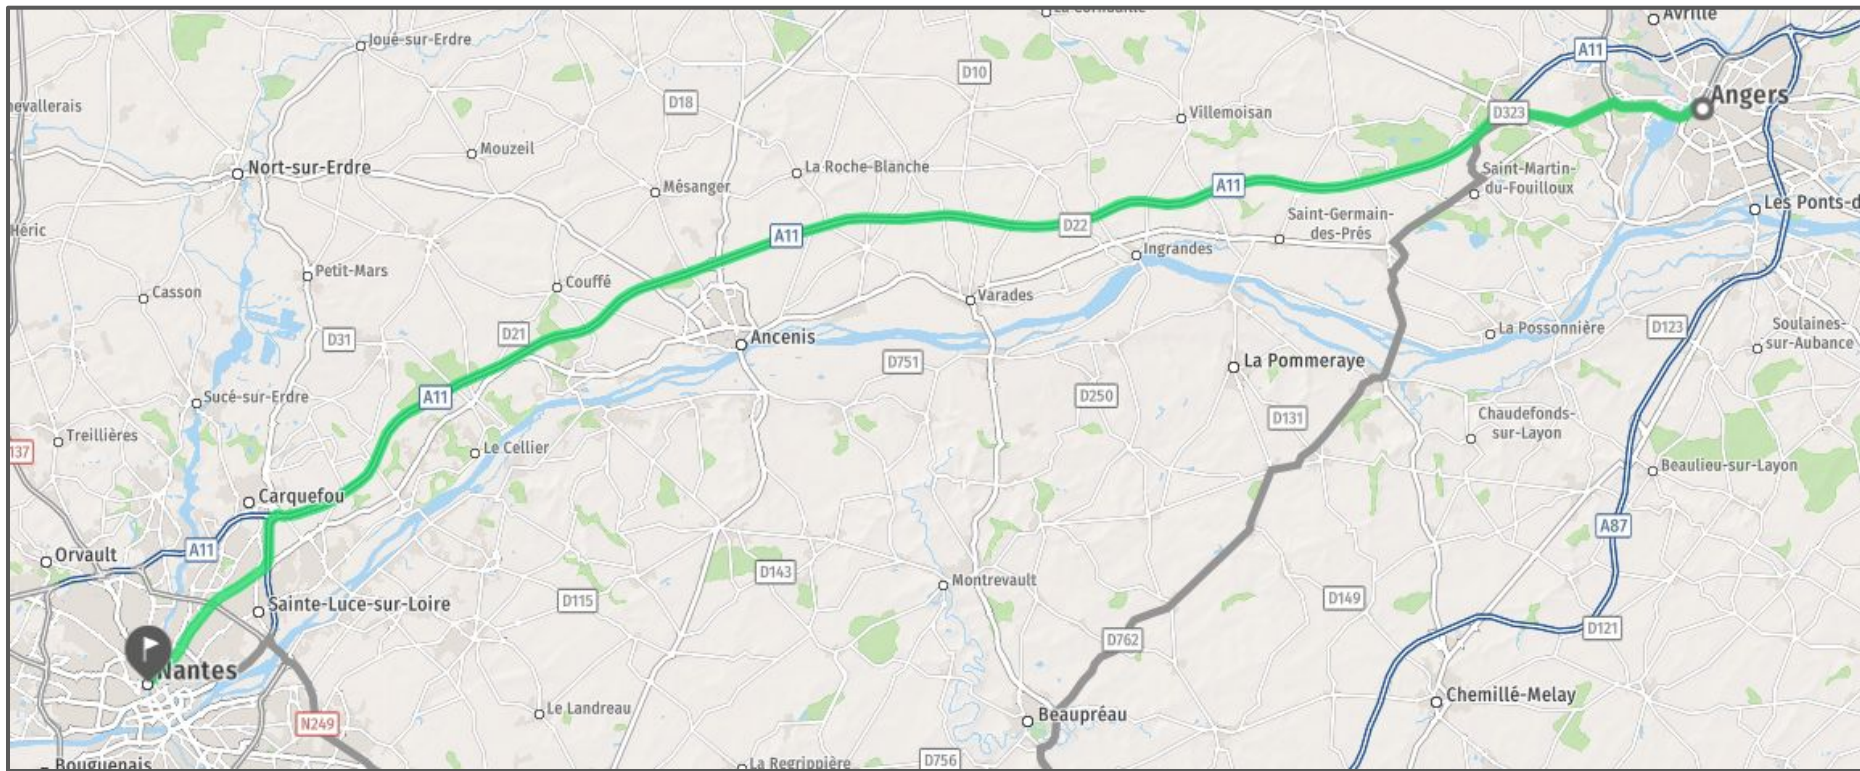 La Cornuaille
Avrillé
Joué-sur-Erdre
A11
D10
Angers
hevallerais
D18
Villemoisan
D323
Mouzeil
Nort-sur-Erdre
La Roche-Blanche
Saint-Martin-
du-Fouilloux
Mésanger
A11
Les Ponts-d
Héric
A11
D22
Saint-Germain-
des-Prés
Ingrandes
Petit-Mars
Couffé
Casson
Varades
D31
D21
Ancenis
La Possonnière
D123
Soulaines-
sur-Aubance
D751
La Pommeraye
Sucé-sur-Erdre
A11
D250
D131
Chaudefonds-
sur-Layon
Treillières
137
Le Cellier
Beaulieu-sur-Layon
Carquefou
A87
Orvault
A11
D143
Montrevault
Sainte-Luce-sur-Loire
D115
D149
D121
D762
Nantes
Chemillé-Melay
Le Landreau
N249
Beaupréau
Bouguenais
La Regrippière
D756